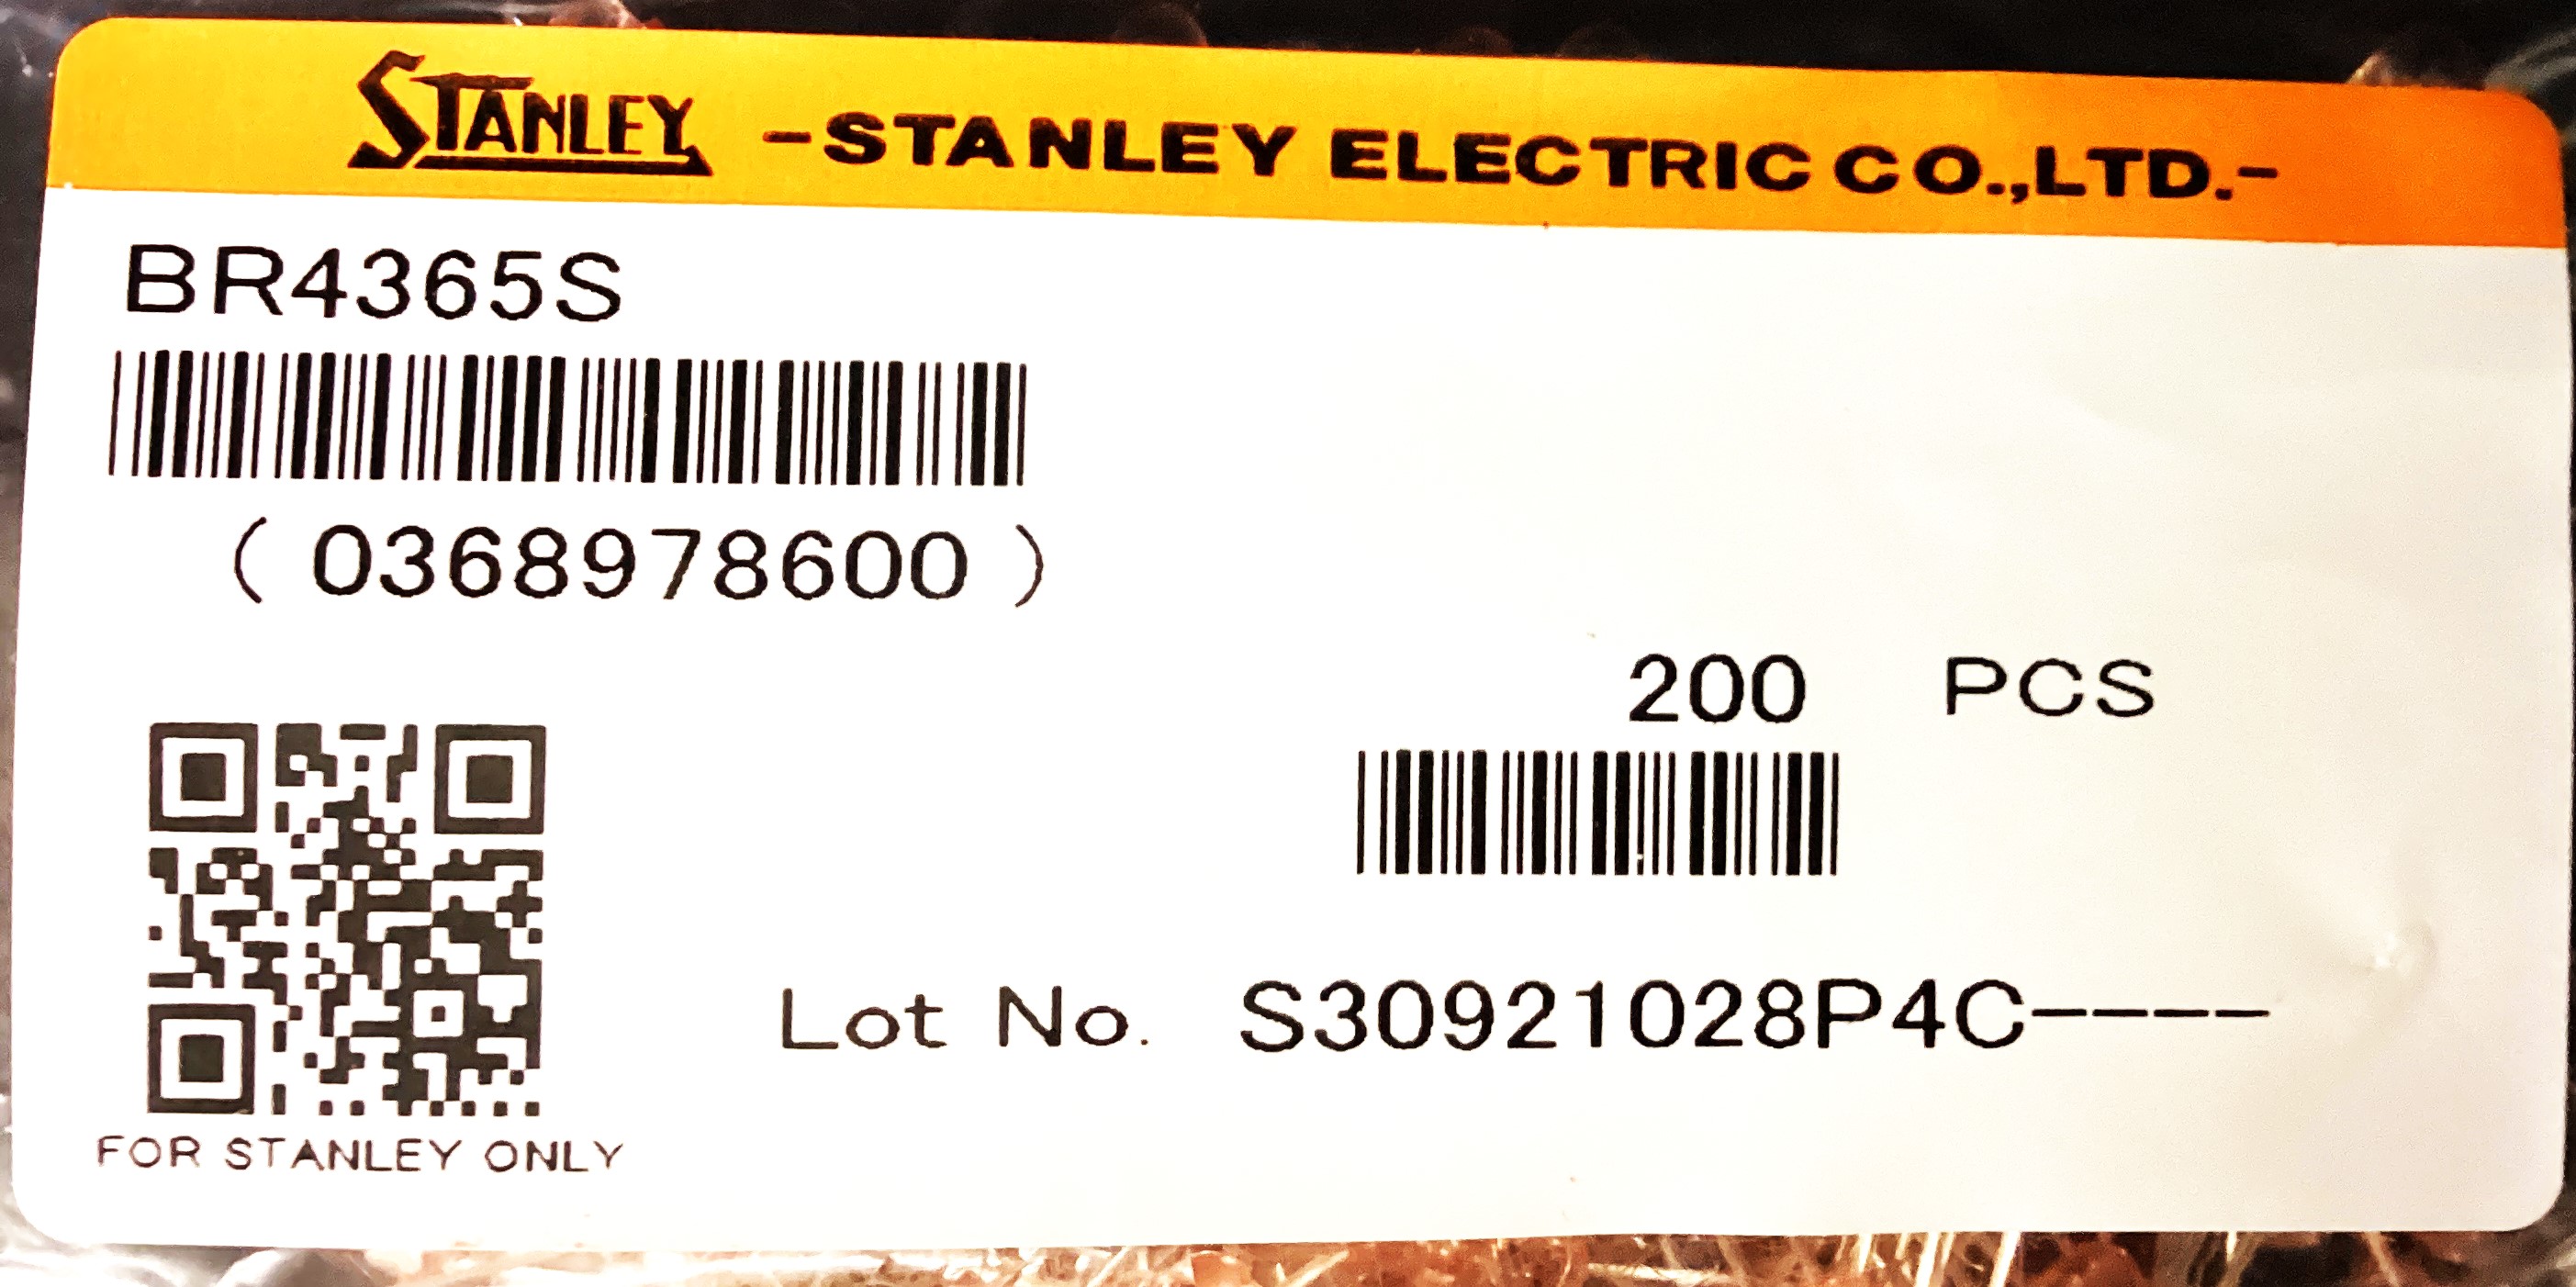 STANLEY -STANLEY ELECTRIC CO.,LTD.-
BR4365S
( 0368978600 )
200 PCS
Lot No. S30921028P4C----
FOR STANLEY ONLY